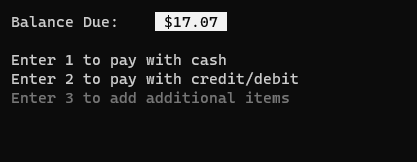 Balance Due: $17.07
Enter 1 to pay with cash
Enter 2 to pay with credit/debit
Enter 3 to add additional items